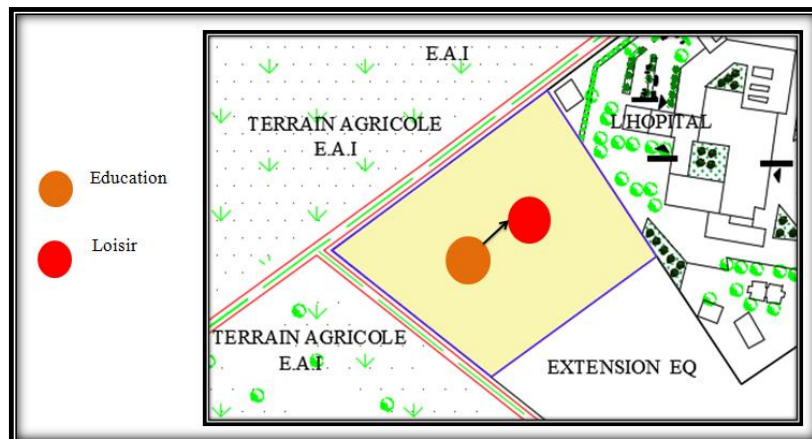 Education
Loisir
E.A.I
TERRAIN AGRICOLE
E.A.I
L'HOPITAL
TERRAIN AGRICOLE
E.A.I
EXTENSION EQ